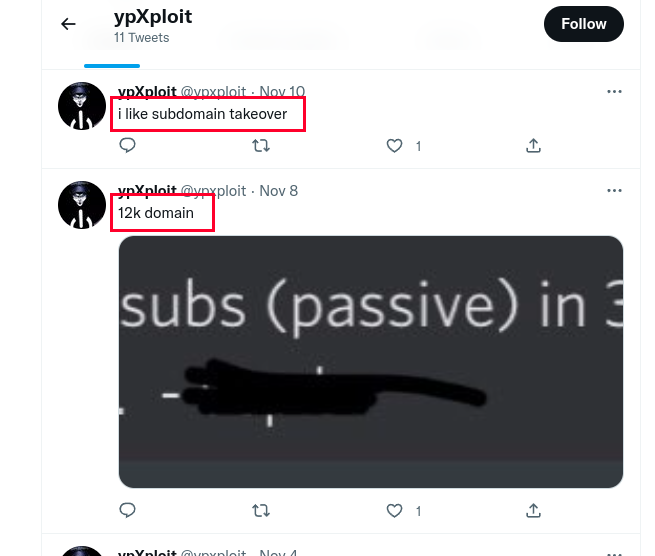 ypXploit
11 Tweets
Follow
ypXploit @ypxploit · Nov 10
i like subdomain takeover
1
ypXploit @ypxploit · Nov 8
12k domain
subs (passive) in
1
ypXploit @ypxploit · Nov 4